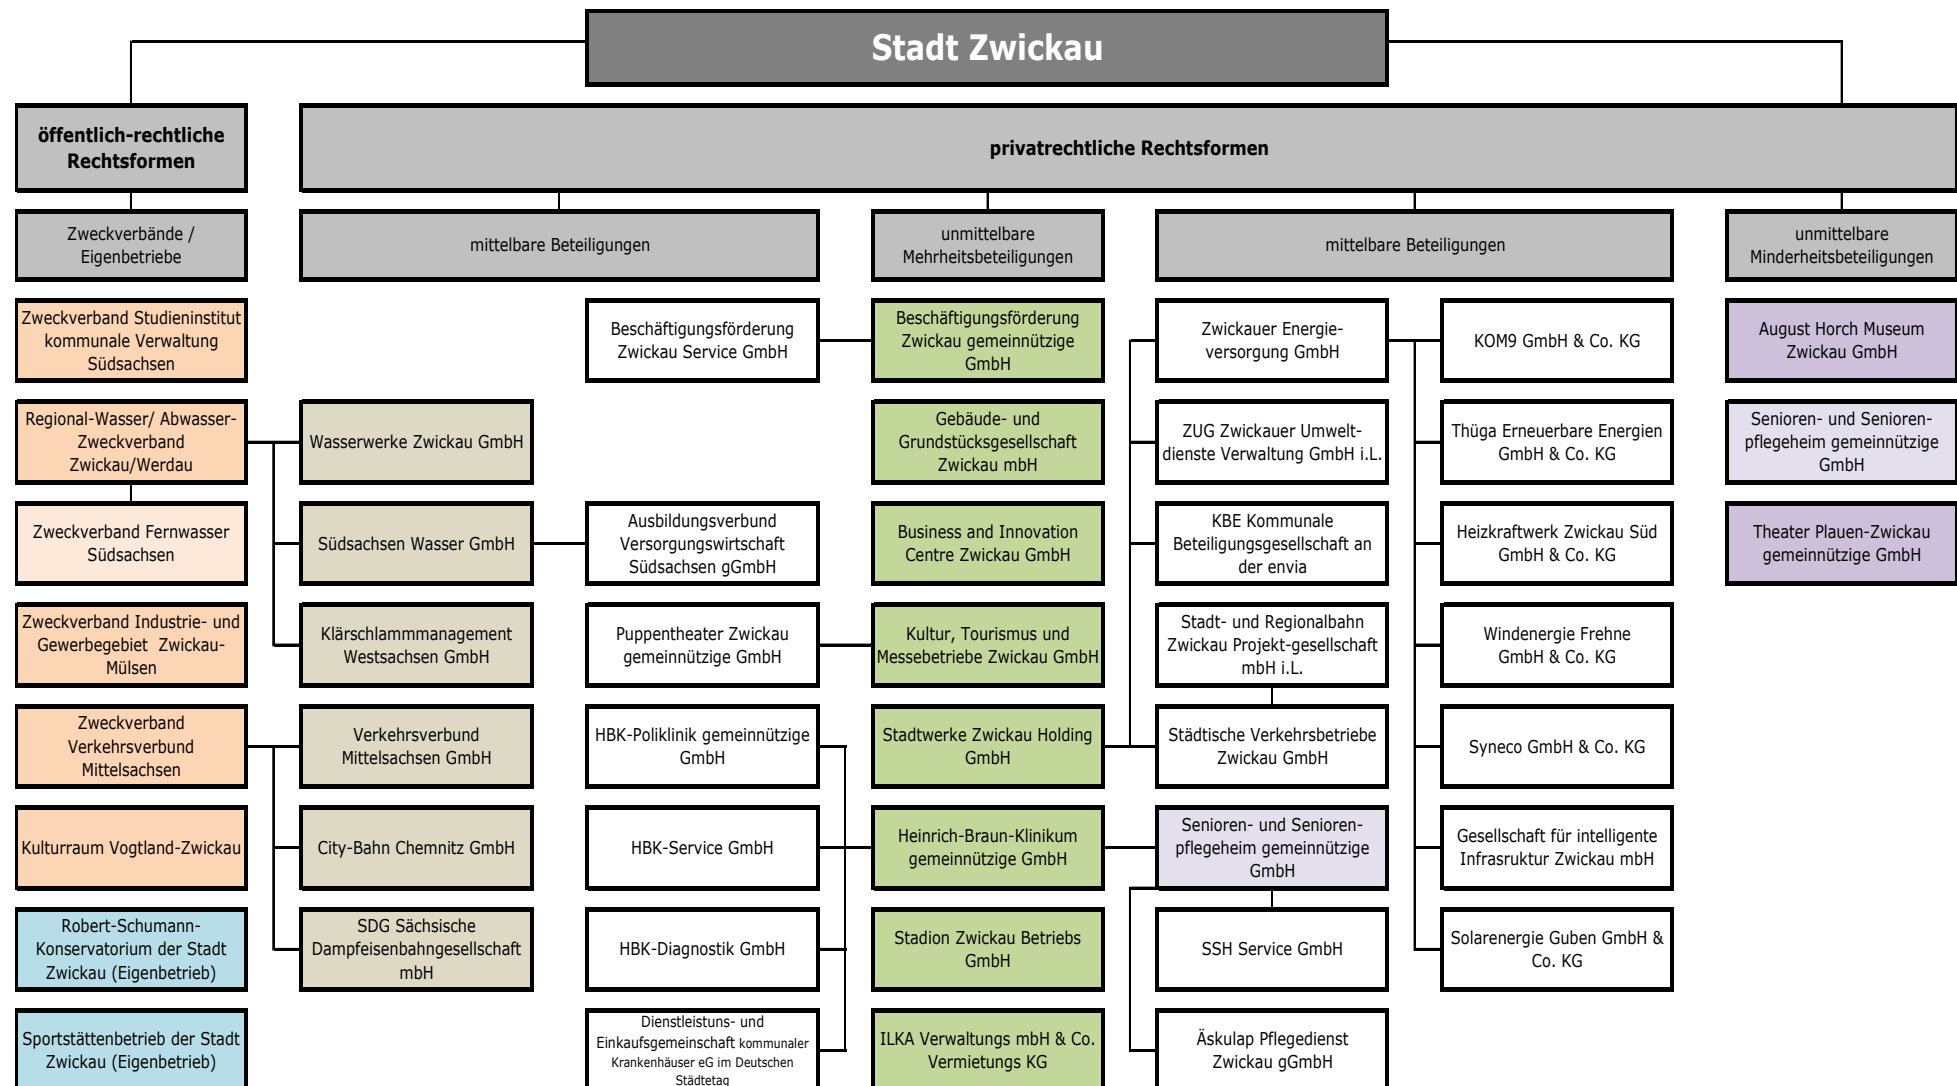 Stadt Zwickau
öffentlich-rechtliche
Rechtsformen
privatrechtliche Rechtsformen
Zweckverbände /
Eigenbetriebe
mittelbare Beteiligungen
unmittelbare
Mehrheitsbeteiligungen
mittelbare Beteiligungen
unmittelbare
Minderheitsbeteiligungen
Zweckverband Studieninstitut
kommunale Verwaltung
Südsachsen
Beschäftigungsförderung
Zwickau Service GmbH
Beschäftigungsförderung
Zwickau gemeinnützige
GmbH
Zwickauer Energie-
versorgung GmbH
KOM9 GmbH & Co. KG
August Horch Museum
Zwickau GmbH
Regional-Wasser/ Abwasser-
Zweckverband
Zwickau/Werdau
Wasserwerke Zwickau GmbH
Gebäude- und
Grundstücksgesellschaft
Zwickau mbH
ZUG Zwickauer Umwelt-
dienste Verwaltung GmbH i.L.
Thüga Erneuerbare Energien
GmbH & Co. KG
Senioren- und Senioren-
pflegeheim gemeinnützige
GmbH
Zweckverband Fernwasser
Südsachsen
Südsachsen Wasser GmbH
Ausbildungsverbund
Versorgungswirtschaft
Südsachsen gGmbH
Business and Innovation
Centre Zwickau GmbH
KBE Kommunale
Beteiligungsgesellschaft an
der envia
Heizkraftwerk Zwickau Süd
GmbH & Co. KG
Theater Plauen-Zwickau
gemeinnützige GmbH
Zweckverband Industrie- und
Gewerbegebiet  Zwickau-
Mülsen
Klärschlammmanagement
Westsachsen GmbH
Puppentheater Zwickau
gemeinnützige GmbH
Kultur, Tourismus und
Messebetriebe Zwickau GmbH
Stadt- und Regionalbahn
Zwickau Projekt-gesellschaft
mbH i.L.
Windenergie Frehne
GmbH & Co. KG
Zweckverband
Verkehrsverbund
Mittelsachsen
Verkehrsverbund
Mittelsachsen GmbH
HBK-Poliklinik gemeinnützige
GmbH
Stadtwerke Zwickau Holding
GmbH
Städtische Verkehrsbetriebe
Zwickau GmbH
Syneco GmbH & Co. KG
Kulturraum Vogtland-Zwickau
City-Bahn Chemnitz GmbH
HBK-Service GmbH
Heinrich-Braun-Klinikum
gemeinnützige GmbH
Senioren- und Senioren-
pflegeheim gemeinnützige
GmbH
Gesellschaft für intelligente
Infrasruktur Zwickau mbH
Robert-Schumann-
Konservatorium der Stadt
Zwickau (Eigenbetrieb)
SDG Sächsische
Dampfeisenbahngesellschaft
mbH
HBK-Diagnostik GmbH
Stadion Zwickau Betriebs
GmbH
SSH Service GmbH
Solarenergie Guben GmbH &
Co. KG
Sportstättenbetrieb der Stadt
Zwickau (Eigenbetrieb)
Dienstleistuns- und
Einkaufsgemeinschaft kommunaler
Krankenhäuser eG im Deutschen
Städtetag
ILKA Verwaltungs mbH & Co.
Vermietungs KG
Äskulap Pflegedienst
Zwickau gGmbH